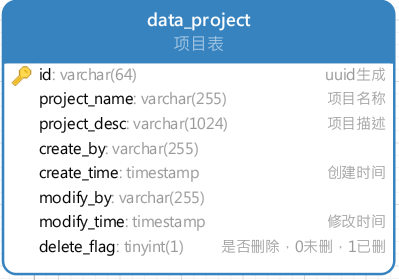 data_project
项目表
id: varchar(64) uuid生成
project_name: varchar(255) 项目名称
project_desc: varchar(1024) 项目描述
create_by: varchar(255)
create_time: timestamp 创建时间
modify_by: varchar(255)
modify_time: timestamp 修改时间
delete_flag: tinyint(1) 是否删除 · 0未删 · 1已删